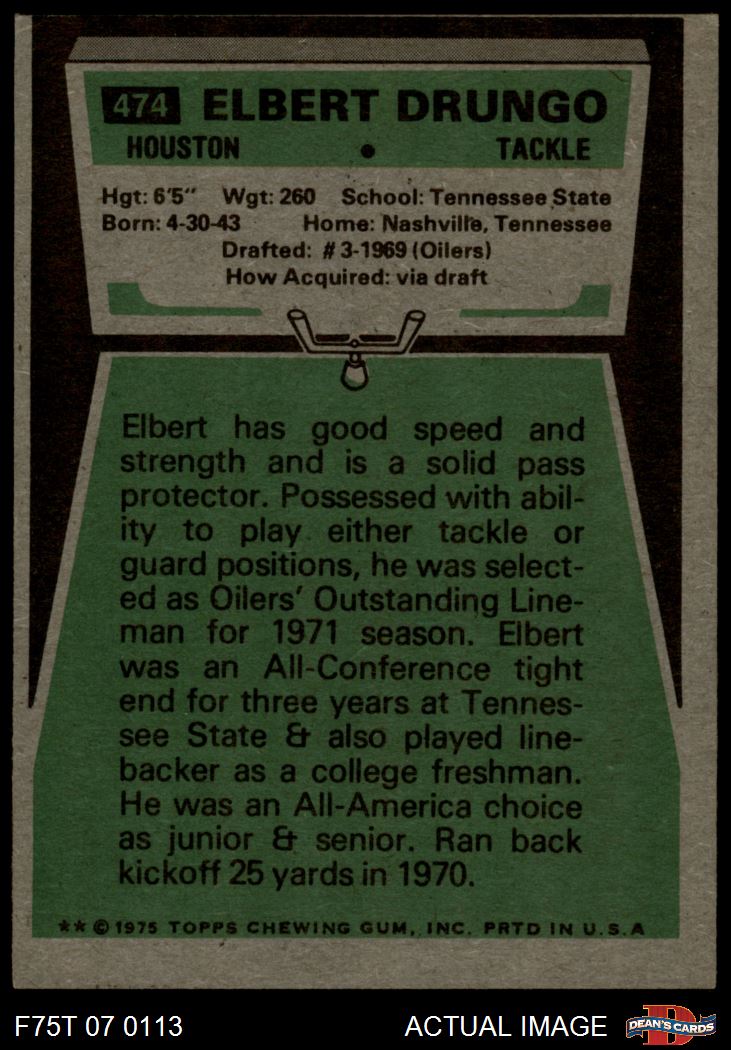 474 ELBERT DRUNGO
HOUSTON • TACKLE
Hgt: 6'5" Wgt: 260 School: Tennessee State
Born: 4-30-43 Home: Nashville, Tennessee
Drafted: #3-1969 (Oilers)
How Acquired: via draft
Elbert has good speed and
strength and is a solid pass
protector. Possessed with abil-
ity to play either tackle or
guard positions, he was select-
ed as Oilers' Outstanding Line-
man for 1971 season. Elbert
was an All-Conference tight
end for three years at Tennes-
see State & also played line-
backer as a college freshman.
He was an All-America choice
as junior & senior. Ran back
kickoff 25 yards in 1970.
** © 1975 TOPPS CHEWING GUM, INC. PRTD IN U.S.A
F75T 07 0113 ACTUAL IMAGE DEAN'S CARDS